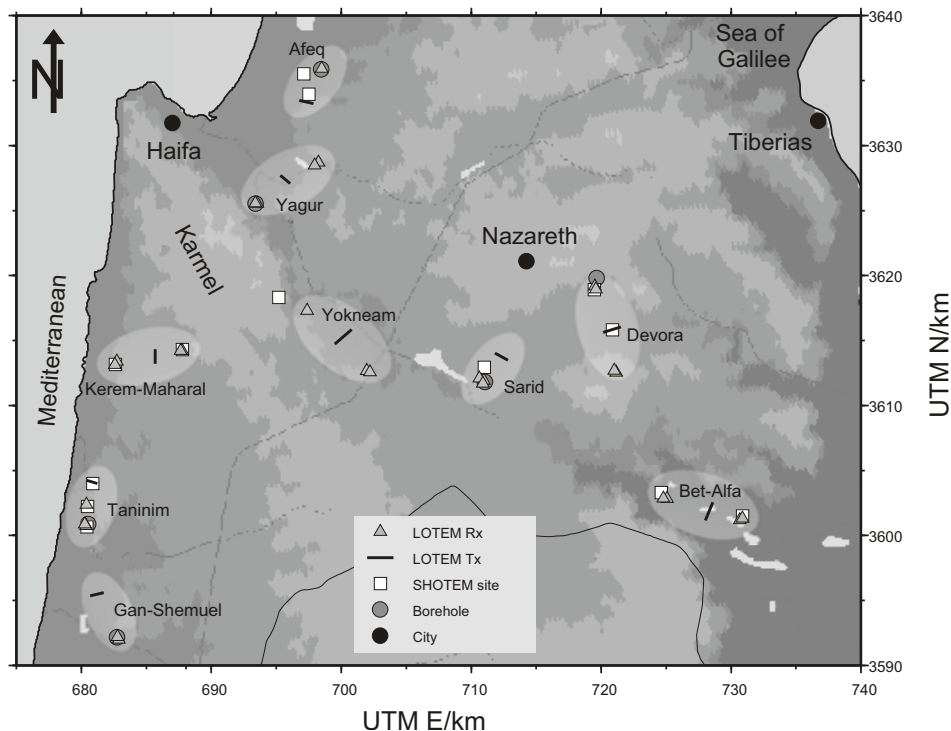 N
Afeq
Sea of
Galilee
Haifa
Tiberias
Yagur
Karmel
Nazareth
Yokneam
Devora
Mediterranean
Kerem-Maharal
Sarid
Bet-Alfa
Taninim
Gan-Shemuel
LOTEM Rx
LOTEM Tx
SHOTEM site
Borehole
City
3640
3630
3620
3610
3600
3590
UTM N/km
680 690 700 710 720 730 740
UTM E/km